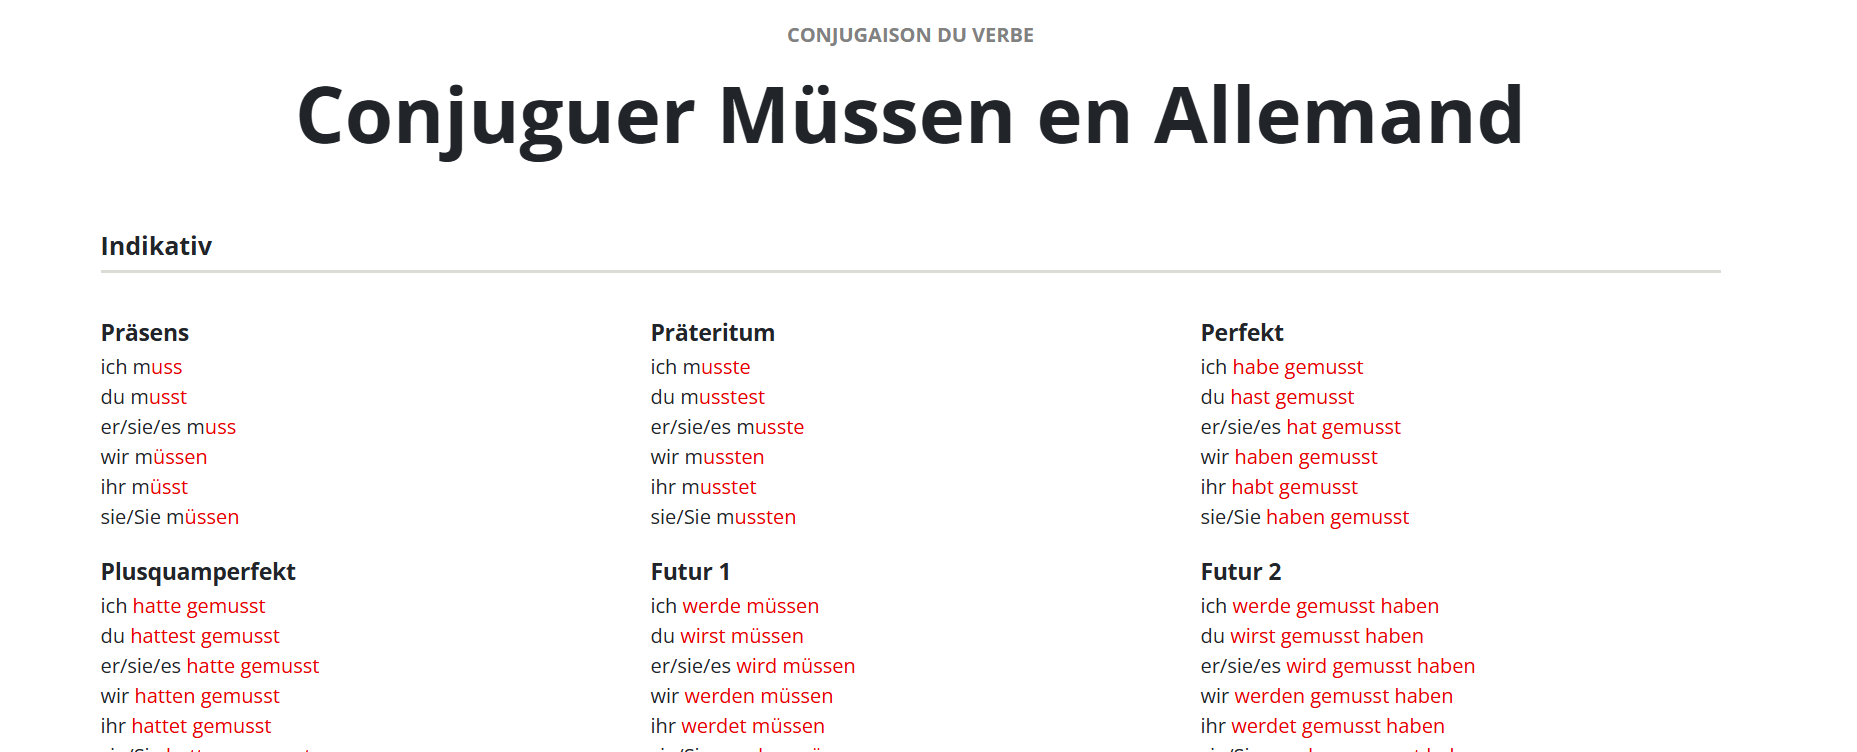 CONJUGAISON DU VERBE
Conjuguer Müssen en Allemand
Indikativ
Präsens
ich muss
du musst
er/sie/es muss
wir müssen
ihr müsst
sie/Sie müssen
Präteritum
ich musste
du musstest
er/sie/es musste
wir mussten
ihr musstet
sie/Sie mussten
Perfekt
ich habe gemusst
du hast gemusst
er/sie/es hat gemusst
wir haben gemusst
ihr habt gemusst
sie/Sie haben gemusst
Plusquamperfekt
ich hatte gemusst
du hattest gemusst
er/sie/es hatte gemusst
wir hatten gemusst
ihr hattet gemusst
Futur 1
ich werde müssen
du wirst müssen
er/sie/es wird müssen
wir werden müssen
ihr werdet müssen
Futur 2
ich werde gemusst haben
du wirst gemusst haben
er/sie/es wird gemusst haben
wir werden gemusst haben
ihr werdet gemusst haben